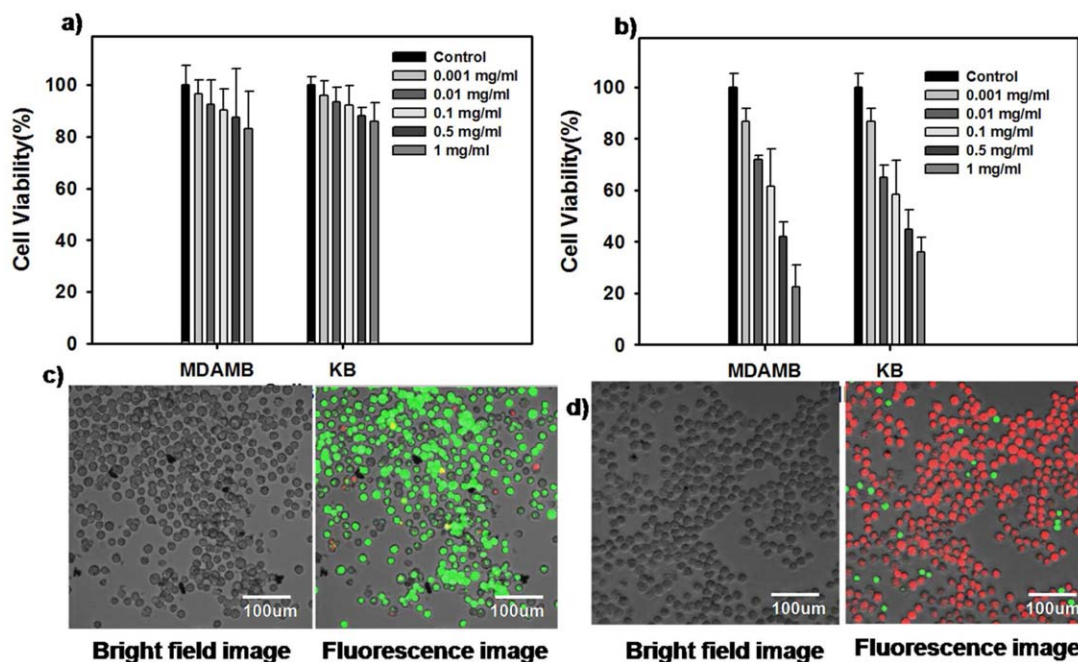 a)
Cell Viability(%)
100
80
60
40
20
0
Control
0.001 mg/ml
0.01 mg/ml
0.1 mg/ml
0.5 mg/ml
1 mg/ml
MDAMB
KB
b)
Cell Viability(%)
100
80
60
40
20
0
Control
0.001 mg/ml
0.01 mg/ml
0.1 mg/ml
0.5 mg/ml
1 mg/ml
MDAMB
KB
c)
100um
Bright field image
Fluorescence image
100um
d)
100um
Bright field image
Fluorescence image
100um